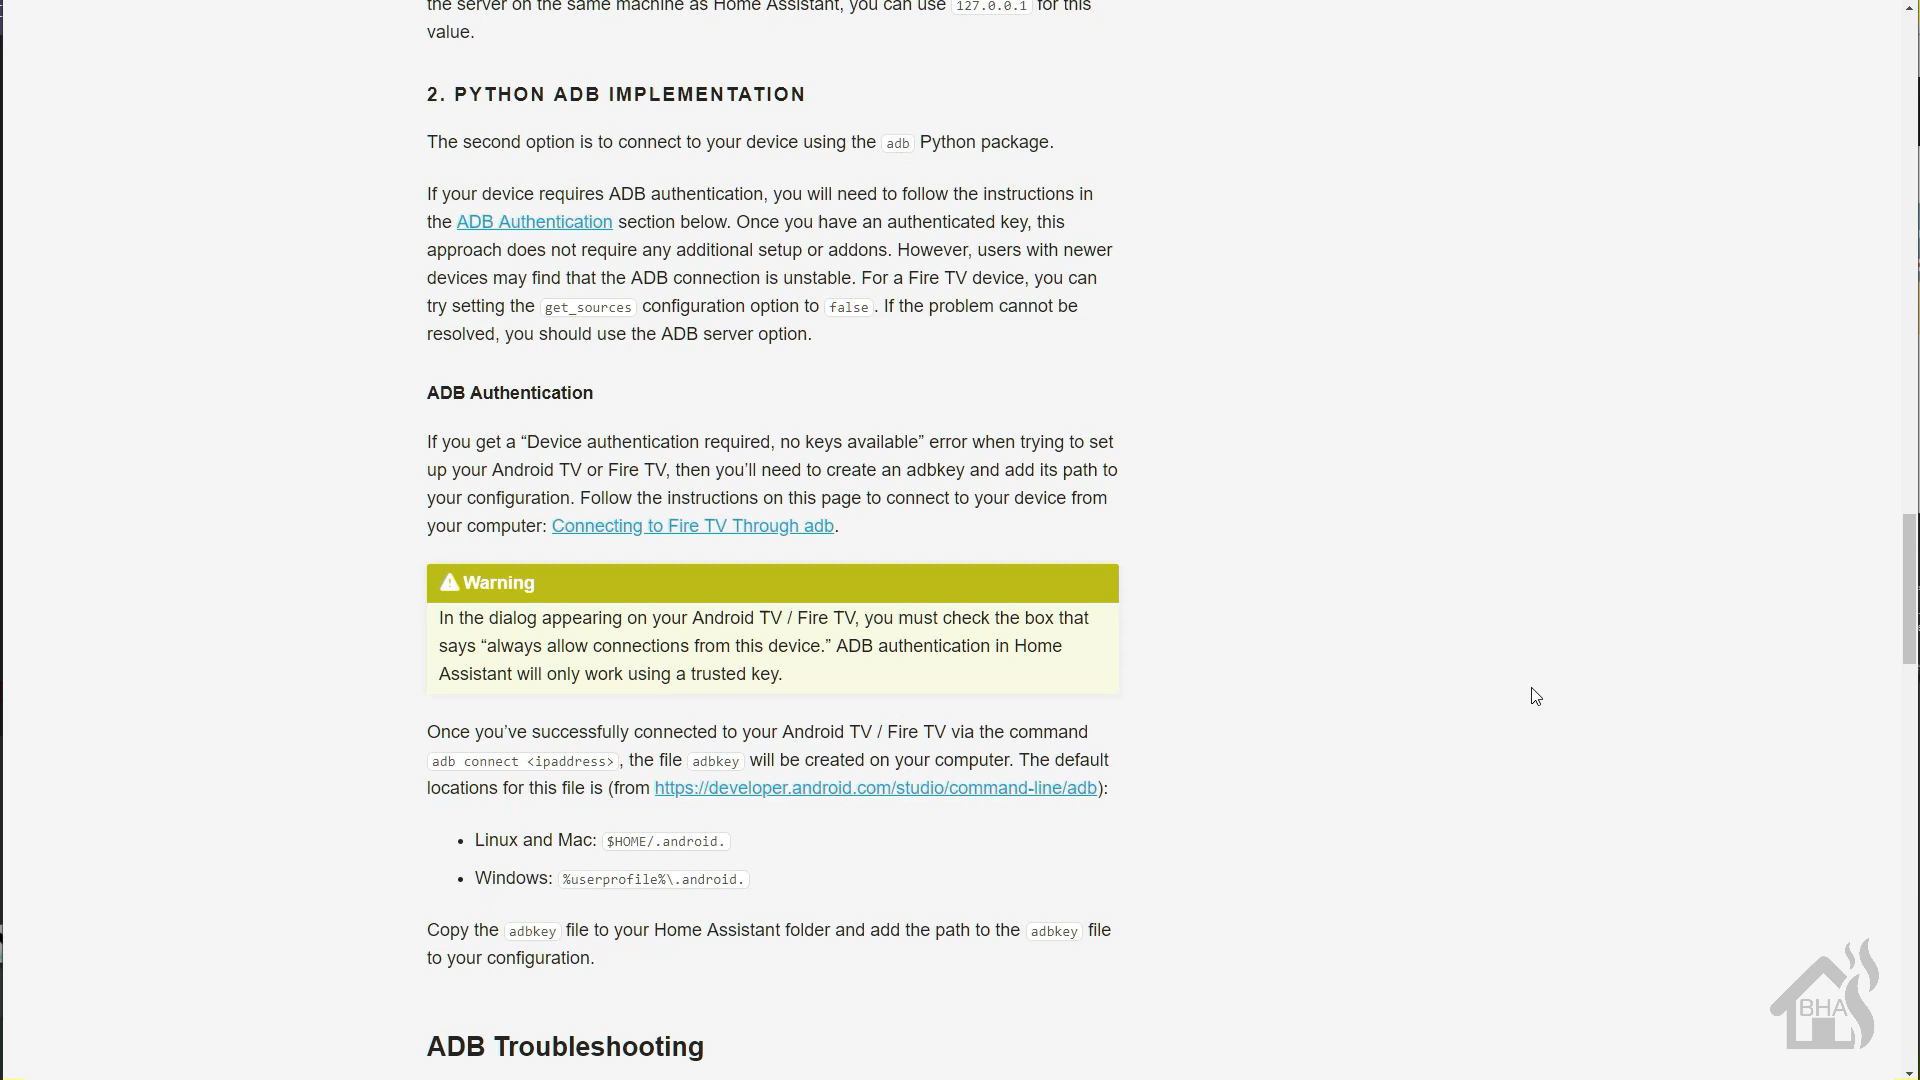 the server on the same machine as Home Assistant, you can use 127.0.0.1 for this
value.
2. PYTHON ADB IMPLEMENTATION
The second option is to connect to your device using the adb Python package.
If your device requires ADB authentication, you will need to follow the instructions in
the ADB Authentication section below. Once you have an authenticated key, this
approach does not require any additional setup or addons. However, users with newer
devices may find that the ADB connection is unstable. For a Fire TV device, you can
try setting the get_sources configuration option to false. If the problem cannot be
resolved, you should use the ADB server option.
ADB Authentication
If you get a “Device authentication required, no keys available” error when trying to set
up your Android TV or Fire TV, then you’ll need to create an adbkey and add its path to
your configuration. Follow the instructions on this page to connect to your device from
your computer: Connecting to Fire TV Through adb.
Warning
In the dialog appearing on your Android TV / Fire TV, you must check the box that
says “always allow connections from this device.” ADB authentication in Home
Assistant will only work using a trusted key.
Once you’ve successfully connected to your Android TV / Fire TV via the command
adb connect <ipaddress>, the file adbkey will be created on your computer. The default
locations for this file is (from https://developer.android.com/studio/command-line/adb):
• Linux and Mac: $HOME/.android.
• Windows: %userprofile%\.android.
Copy the adbkey file to your Home Assistant folder and add the path to the adbkey file
to your configuration.
BHA
ADB Troubleshooting